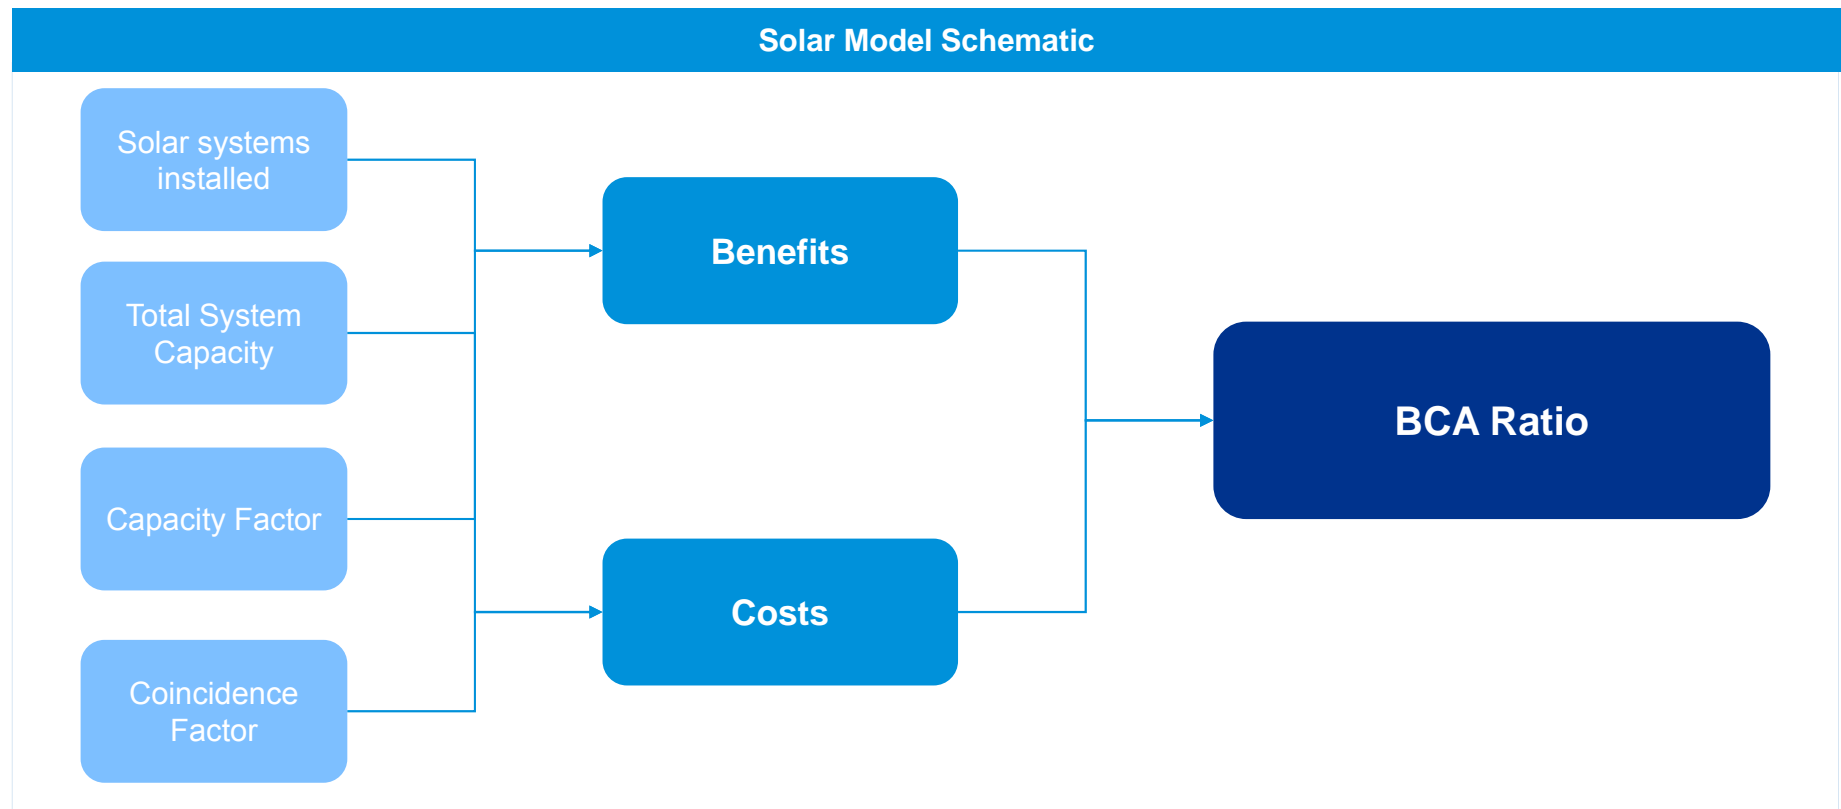 Solar Model Schematic
Solar systems
installed
Total System
Capacity
Capacity Factor
Coincidence
Factor
Benefits
Costs
BCA Ratio